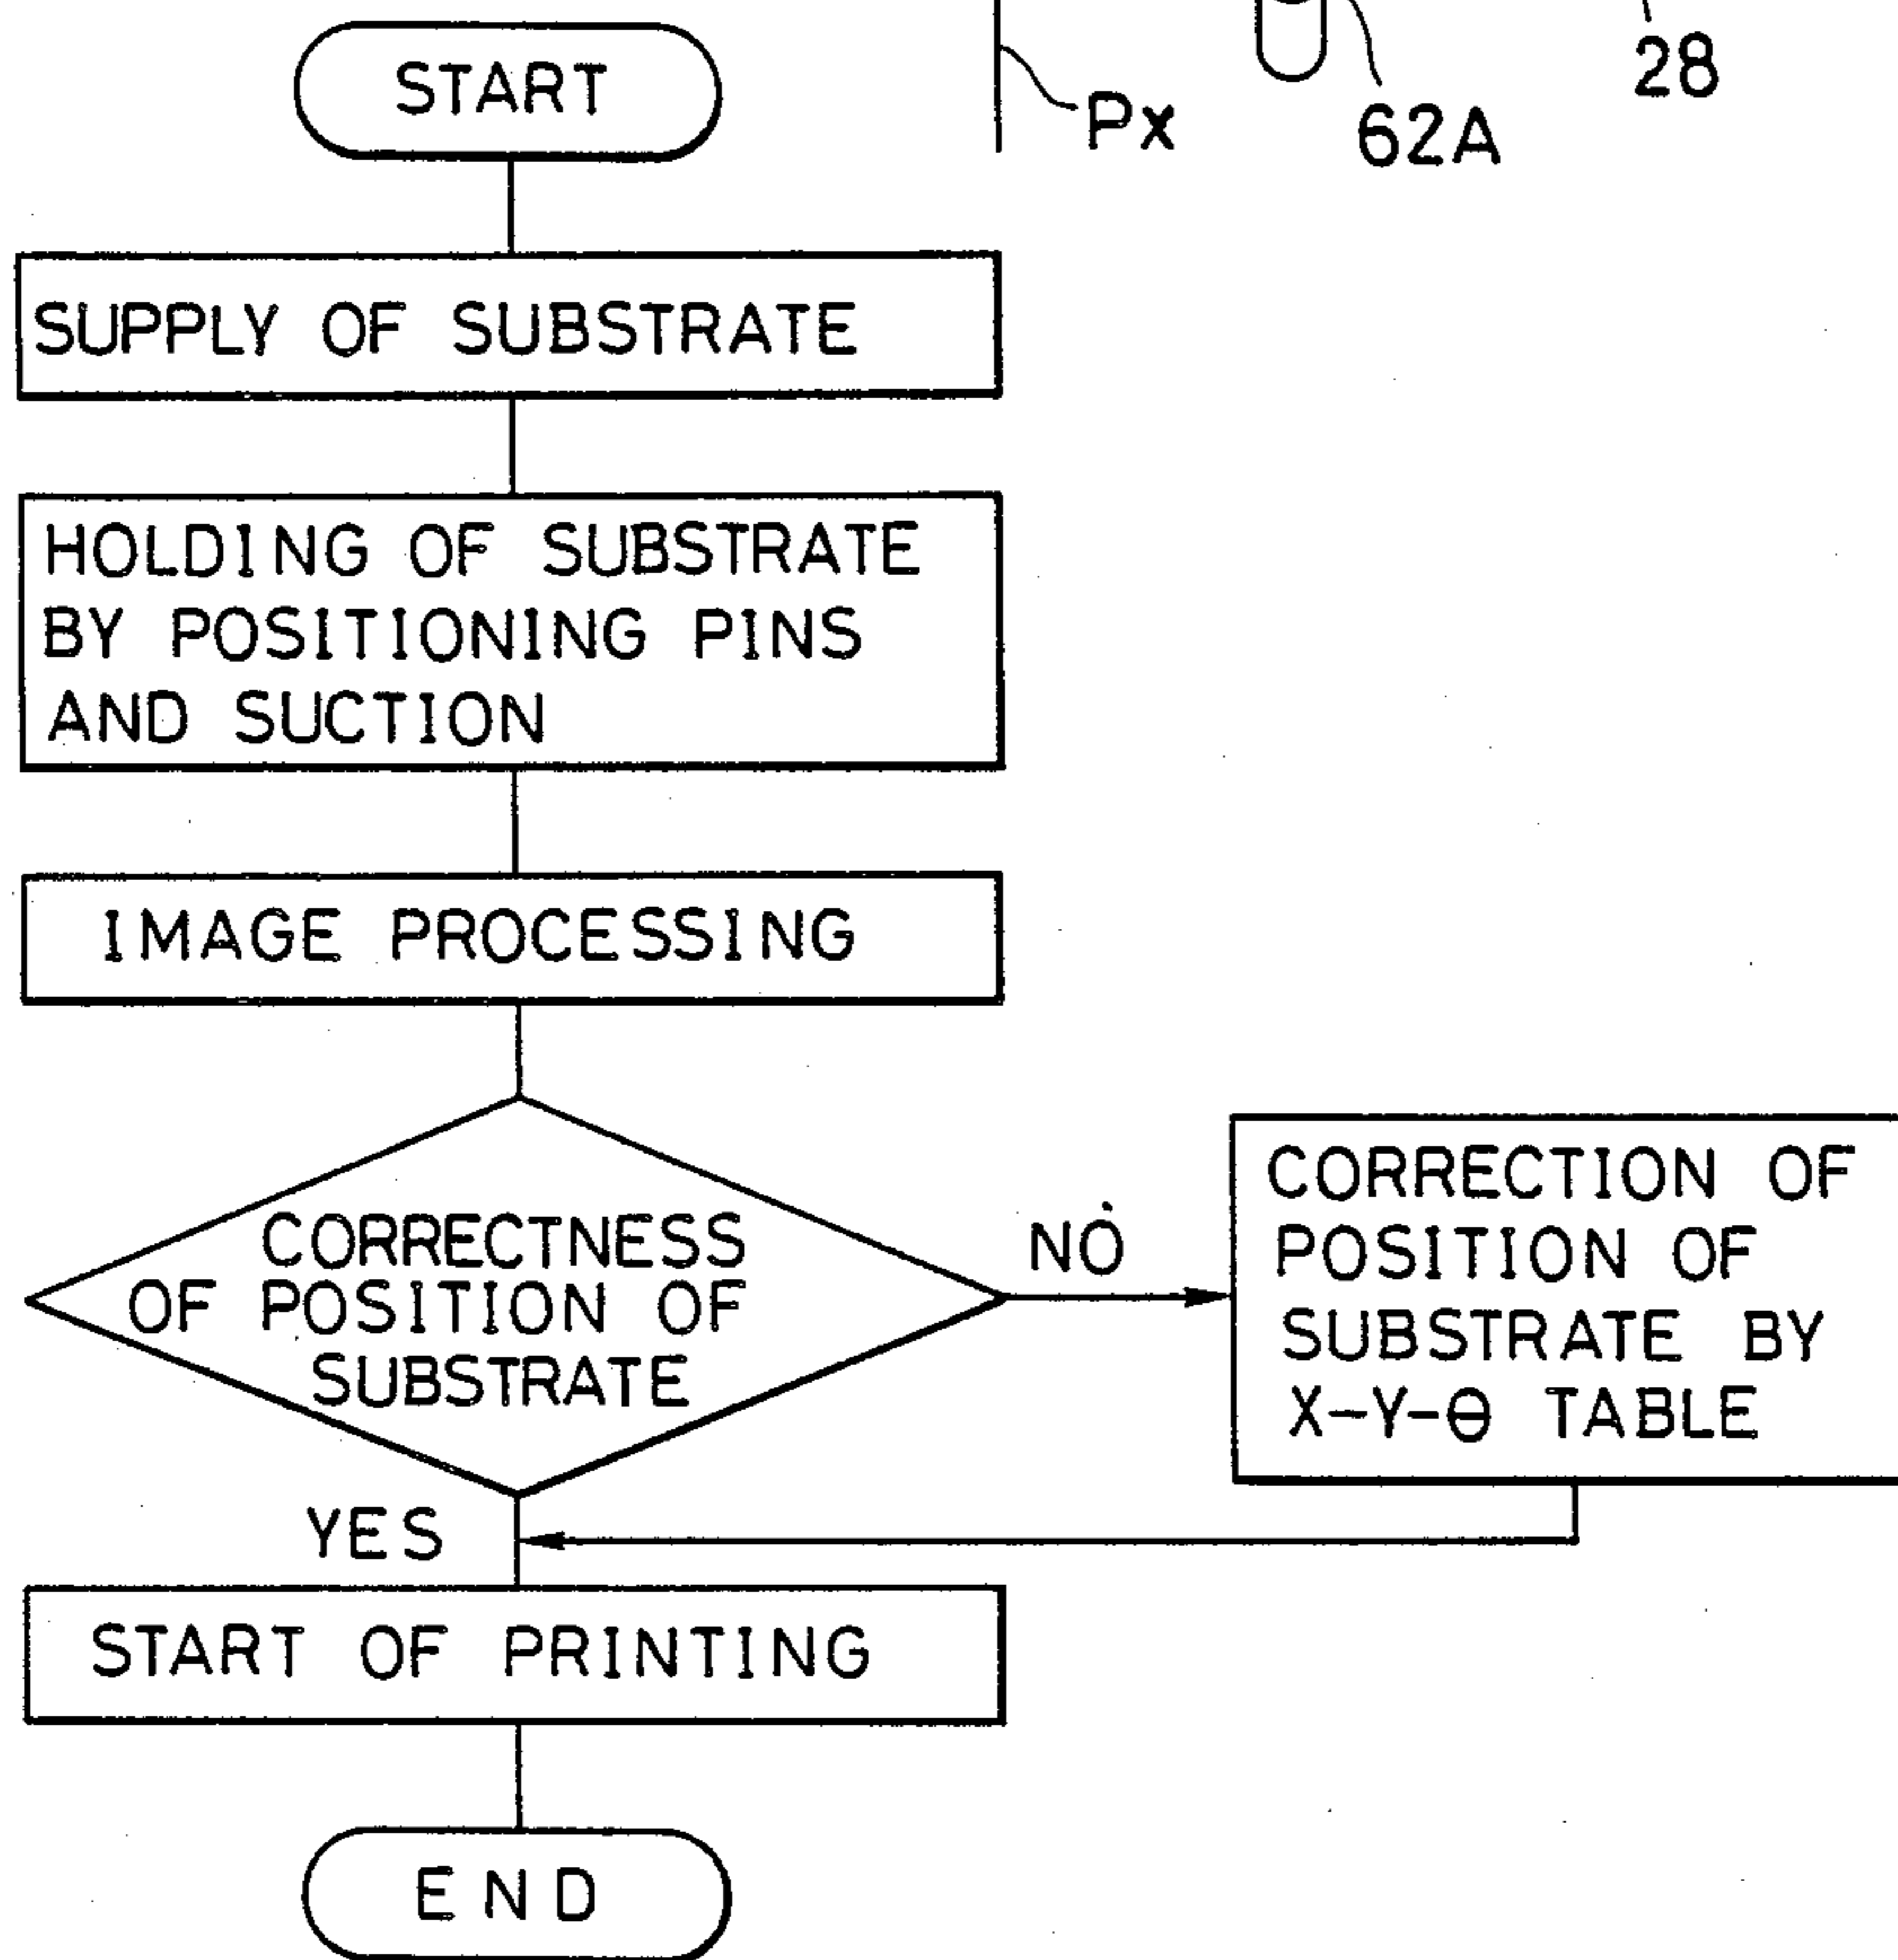 START
Px
62A
28
SUPPLY OF SUBSTRATE
HOLDING OF SUBSTRATE
BY POSITIONING PINS
AND SUCTION
IMAGE PROCESSING
CORRECTNESS
OF POSITION OF
SUBSTRATE
NO
CORRECTION OF
POSITION OF
SUBSTRATE BY
X-Y-θ TABLE
YES
START OF PRINTING
END